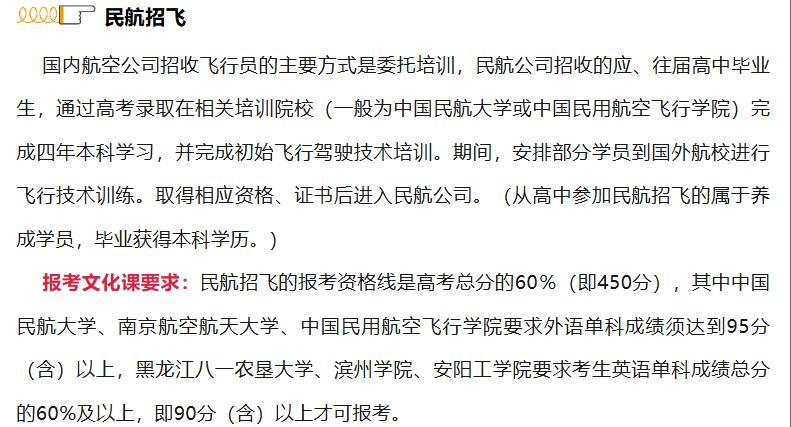 民航招飞
国内航空公司招收飞行员的主要方式是委托培训，民航公司招收的应、往届高中毕业
生，通过高考录取在相关培训院校（一般为中国民航大学或中国民用航空飞行学院）完
成四年本科学习，并完成初始飞行驾驶技术培训。期间，安排部分学员到国外航校进行
飞行技术训练。取得相应资格、证书后进入民航公司。（从高中参加民航招飞的属于养
成学员，毕业获得本科学历。）
报考文化课要求：民航招飞的报考资格线是高考总分的60%（即450分），其中中国
民航大学、南京航空航天大学、中国民用航空飞行学院要求外语单科成绩须达到95分
（含）以上，黑龙江八一农垦大学、滨州学院、安阳工学院要求考生英语单科成绩总分
的60%及以上，即90分（含）以上才可报考。